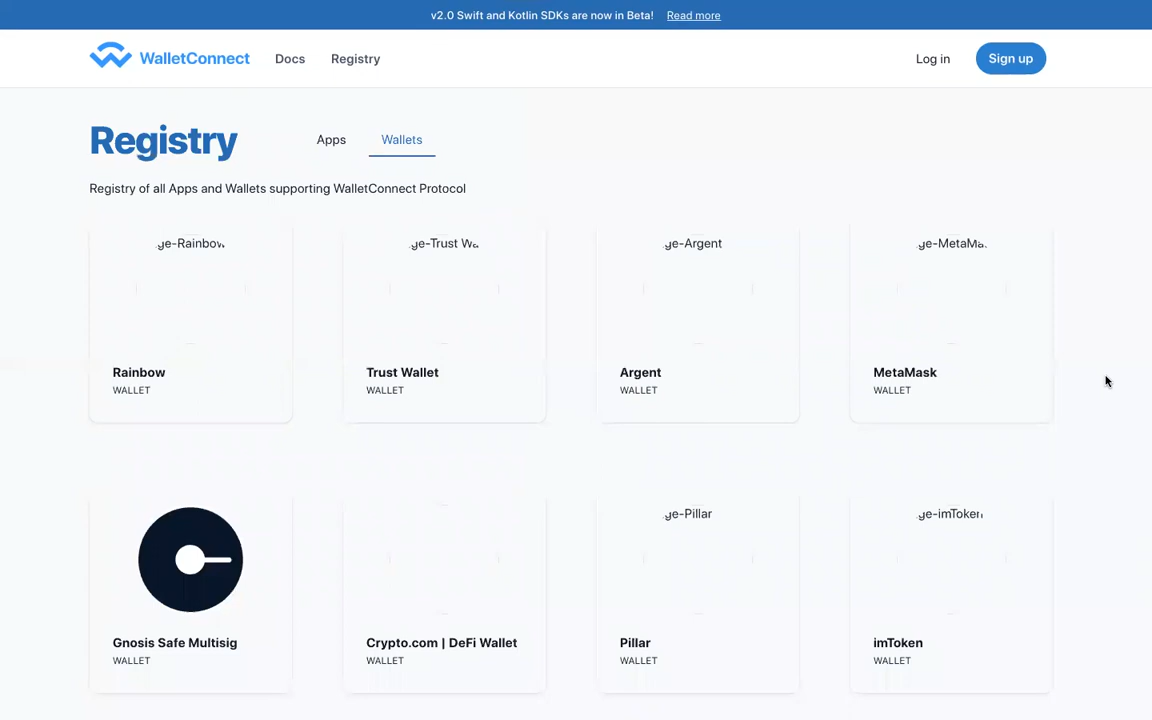 v2.0 Swift and Kotlin SDKs are now in Beta! Read more
WalletConnect Docs Registry Log in Sign up
Registry Apps Wallets
Registry of all Apps and Wallets supporting WalletConnect Protocol
ge-Rainbow ge-Trust Wa ge-Argent ge-MetaMa
Rainbow Trust Wallet Argent MetaMask
WALLET WALLET WALLET WALLET
ge-Pillar ge-imToken
Gnosis Safe Multisig Crypto.com | DeFi Wallet Pillar imToken
WALLET WALLET WALLET WALLET